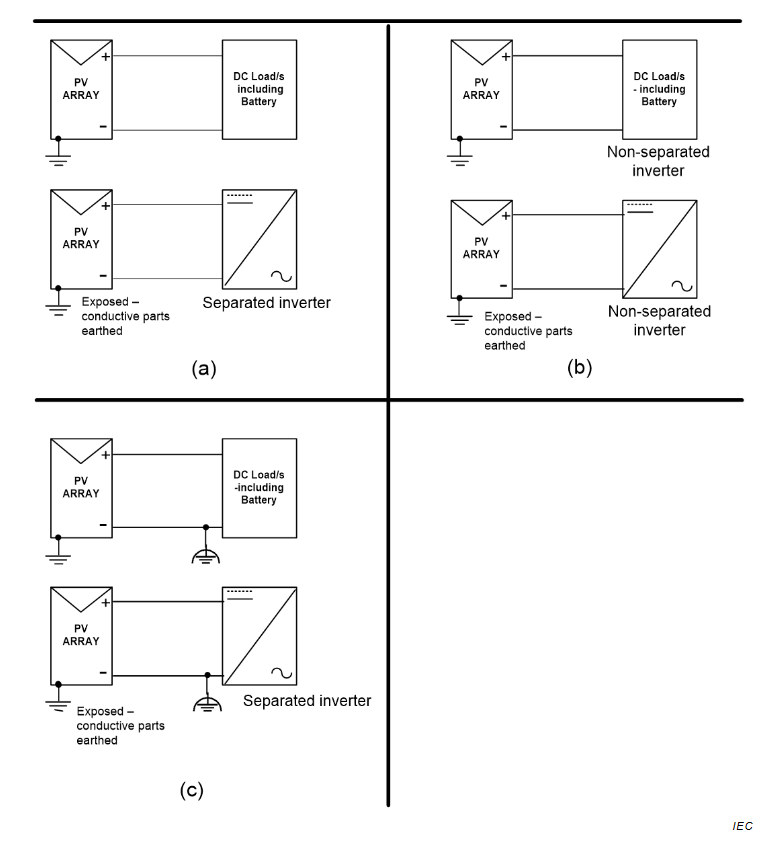 +
PV
ARRAY
-
DC Load/s
- including
Battery
+
PV
ARRAY
-
Exposed –
conductive parts
earthed
Separated inverter
(a)
+
PV
ARRAY
-
DC Load/s
- including
Battery
Non-separated
inverter
+
PV
ARRAY
-
Exposed –
conductive parts
earthed
Non-separated
inverter
(b)
+
PV
ARRAY
-
DC Load/s
-including
Battery
+
PV
ARRAY
-
Exposed –
conductive parts
earthed
Separated inverter
(c)
IEC